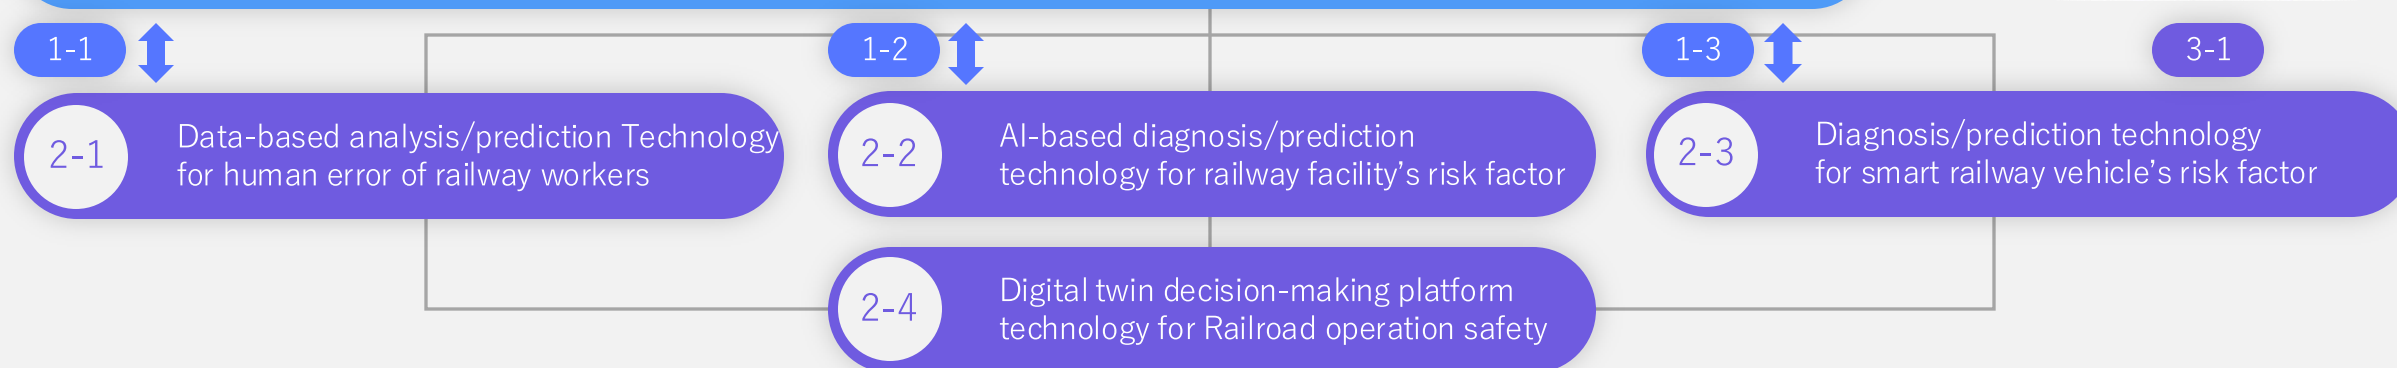 1-1
1-2
1-3
3-1
2-1
Data-based analysis/prediction Technology
for human error of railway workers
2-2
AI-based diagnosis/prediction
technology for railway facility’s risk factor
2-3
Diagnosis/prediction technology
for smart railway vehicle’s risk factor
2-4
Digital twin decision-making platform
technology for Railroad operation safety